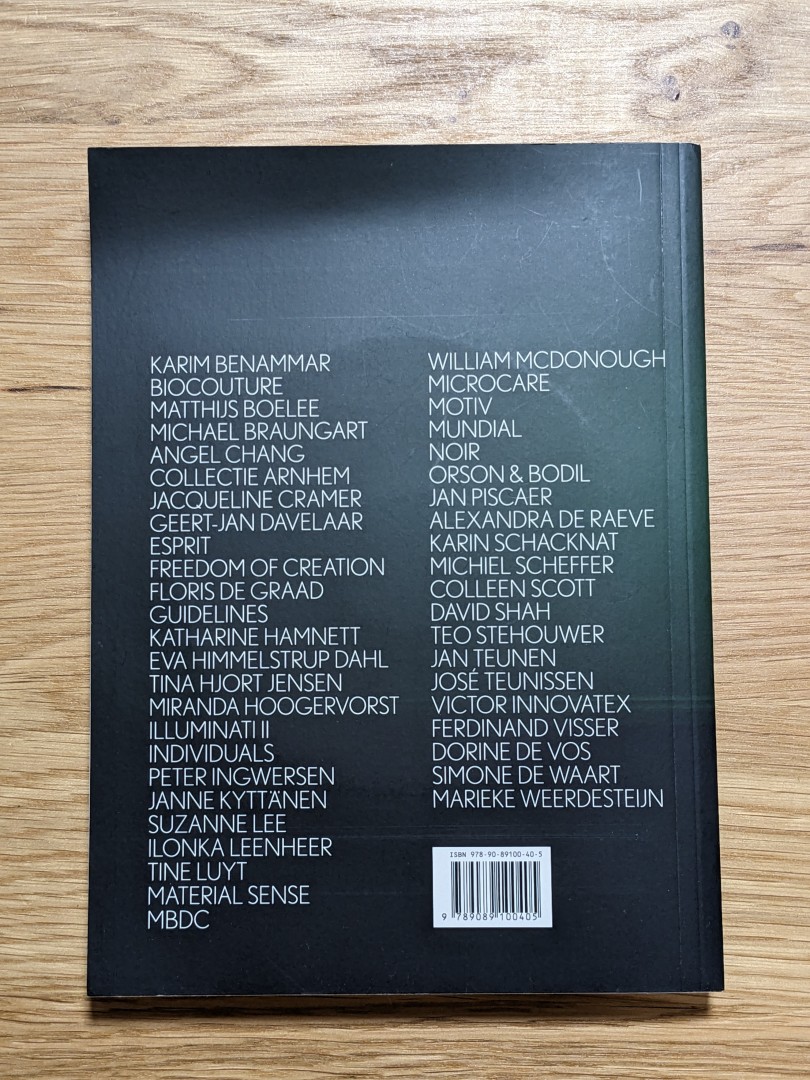 KARIM BENAMMAR
BIOCOUTURE
MATTHIJS BOELEE
MICHAEL BRAUNGART
ANGEL CHANG
COLLECTIE ARNHEM
JACQUELINE CRAMER
GEERT-JAN DAVELAAR
ESPRIT
FREEDOM OF CREATION
FLORIS DE GRAAD
GUIDELINES
KATHARINE HAMNETT
EVA HIMMELSTRUP DAHL
TINA HJORT JENSEN
MIRANDA HOOGERVORST
ILLUMINATI II
INDIVIDUALS
PETER INGWERSEN
JANNE KYTTÄNEN
SUZANNE LEE
ILONKA LEENHEER
TINE LUYT
MATERIAL SENSE
MBDC
WILLIAM MCDONOUGH
MICROCARE
MOTIV
MUNDIAL
NOIR
ORSON & BODIL
JAN PISCAER
ALEXANDRA DE RAEVE
KARIN SCHACKNAT
MICHIEL SCHEFFER
COLLEEN SCOTT
DAVID SHAH
TEO STEHOUWER
JAN TEUNEN
JOSÉ TEUNISSEN
VICTOR INNOVATEX
FERDINAND VISSER
DORINE DE VOS
SIMONE DE WAART
MARIEKE WEERDESTEIJN
ISBN 978-90-89100-40-5
9 789089 100405